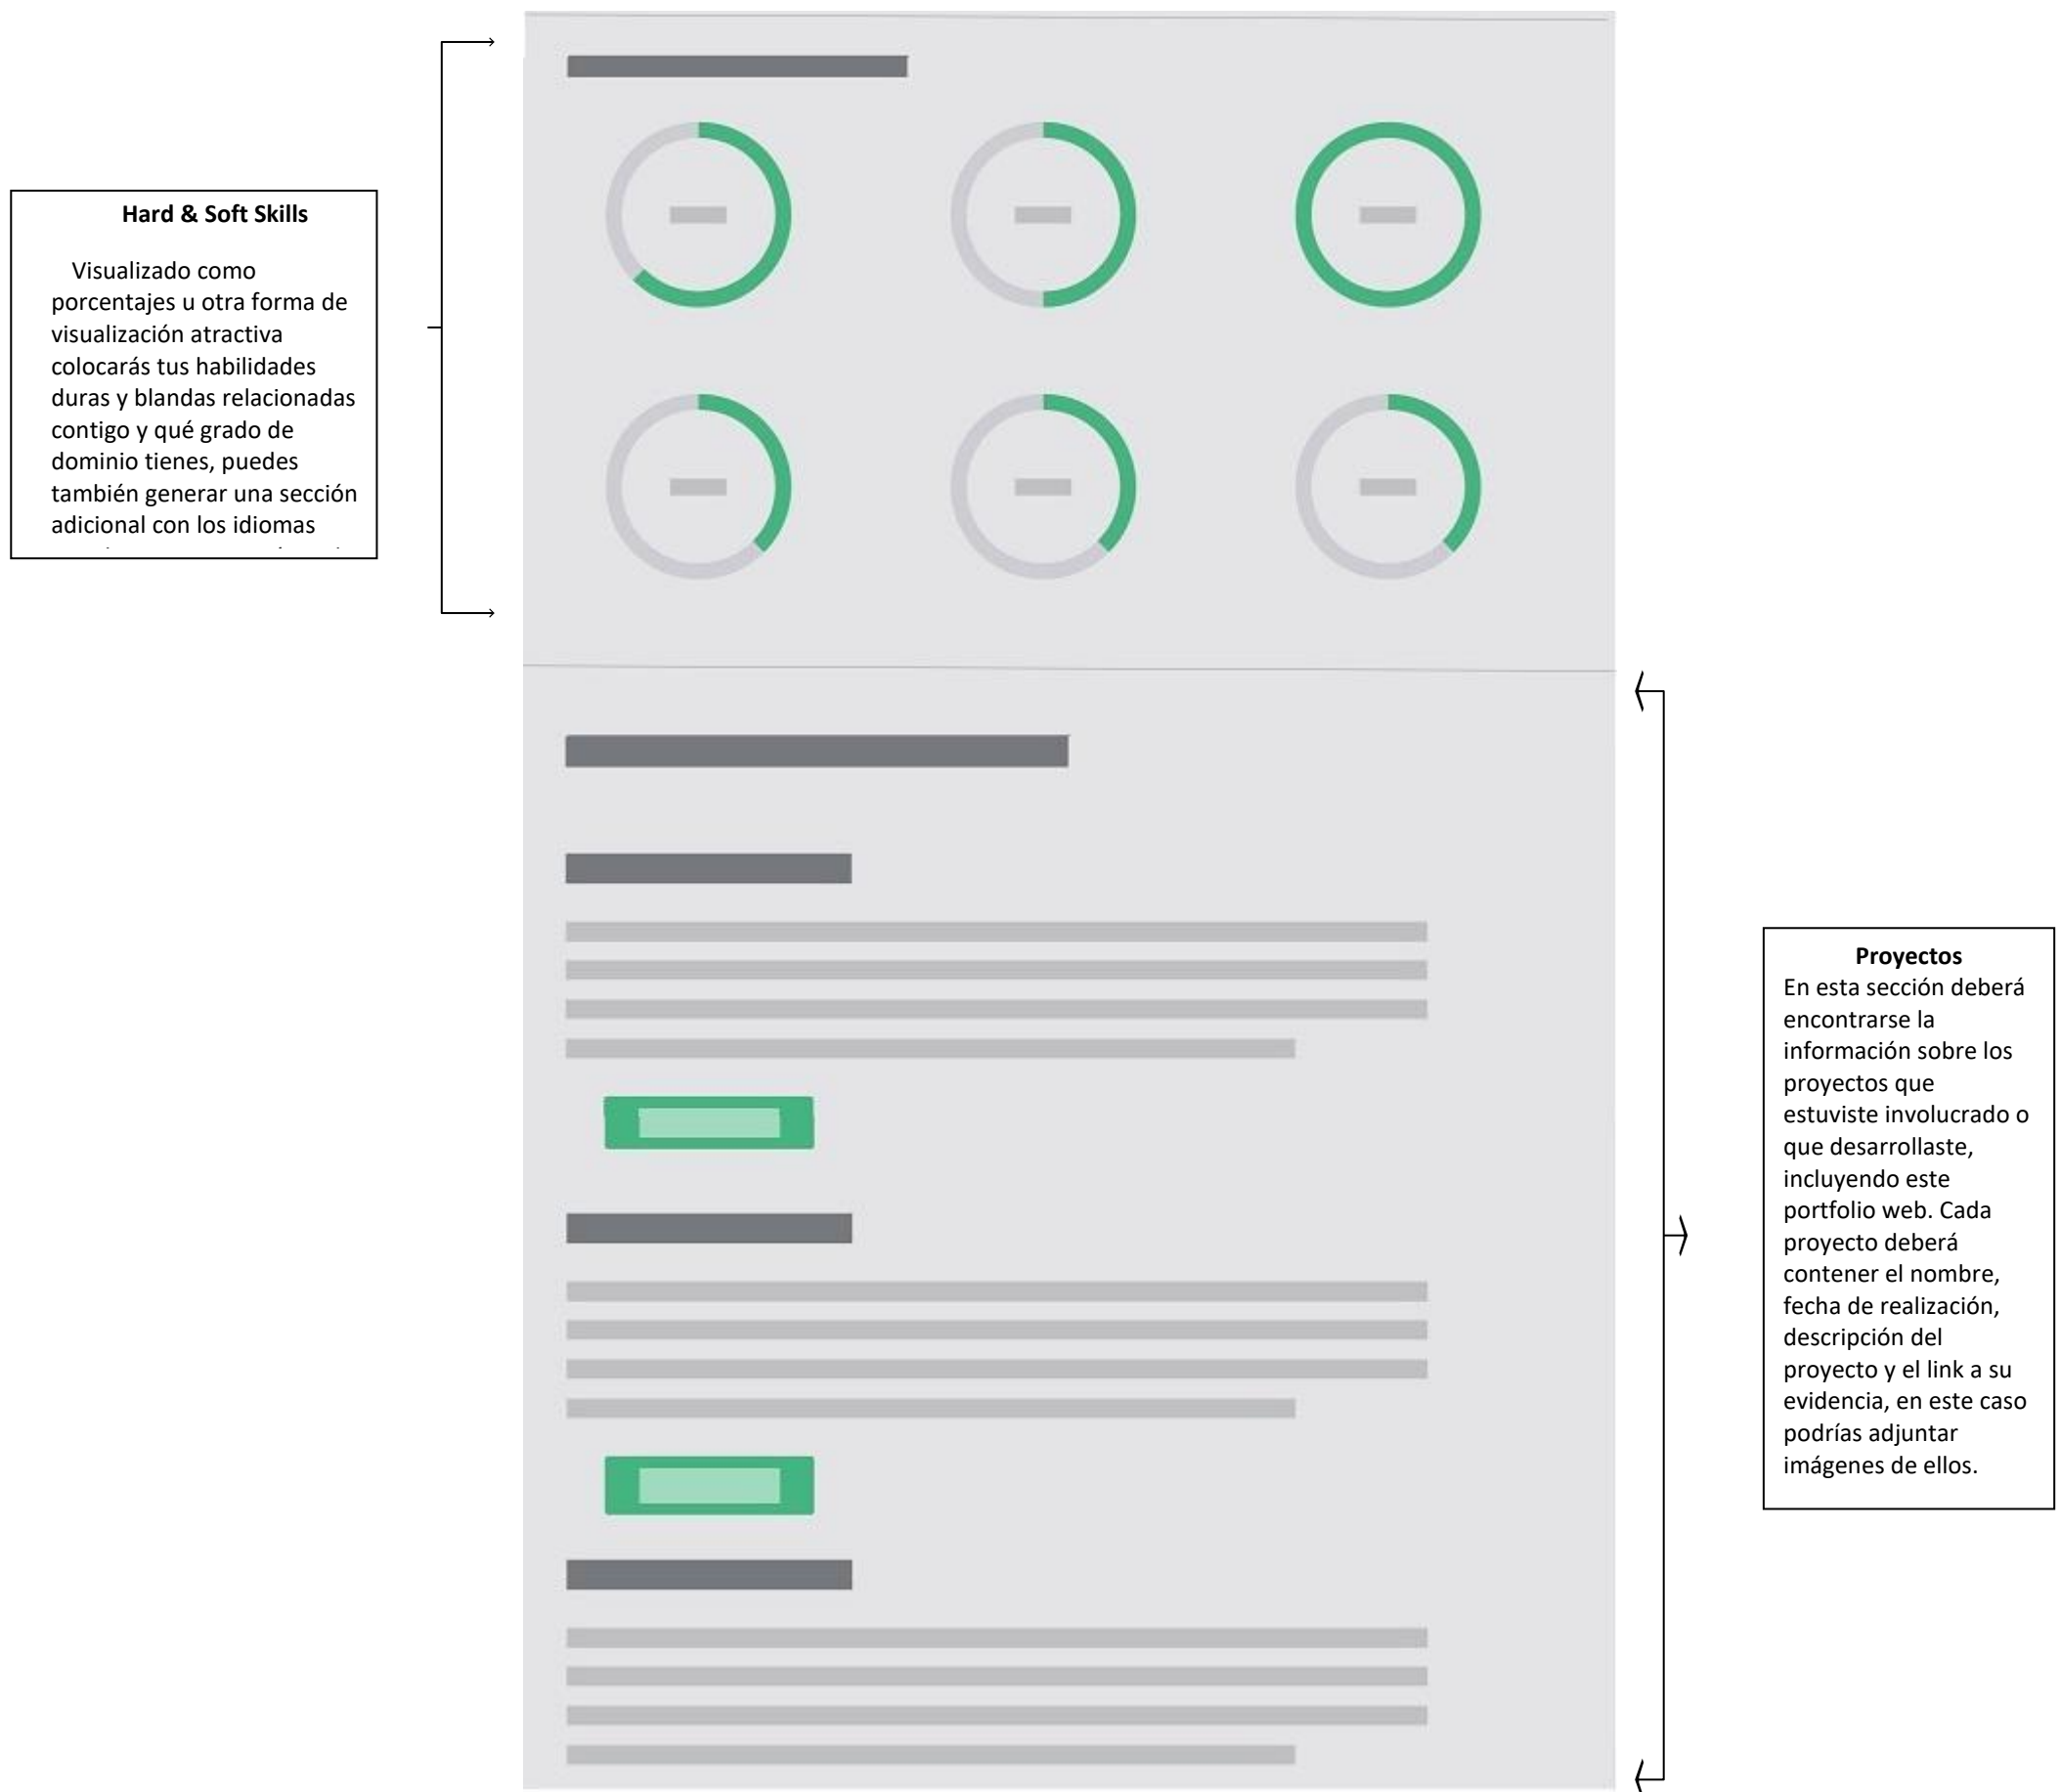 Hard & Soft Skills
Visualizado como
porcentajes u otra forma de
visualización atractiva
colocarás tus habilidades
duras y blandas relacionadas
contigo y qué grado de
dominio tienes, puedes
también generar una sección
adicional con los idiomas
Proyectos
En esta sección deberá
encontrarse la
información sobre los
proyectos que
estuviste involucrado o
que desarrollaste,
incluyendo este
portfolio web. Cada
proyecto deberá
contener el nombre,
fecha de realización,
descripción del
proyecto y el link a su
evidencia, en este caso
podrías adjuntar
imágenes de ellos.